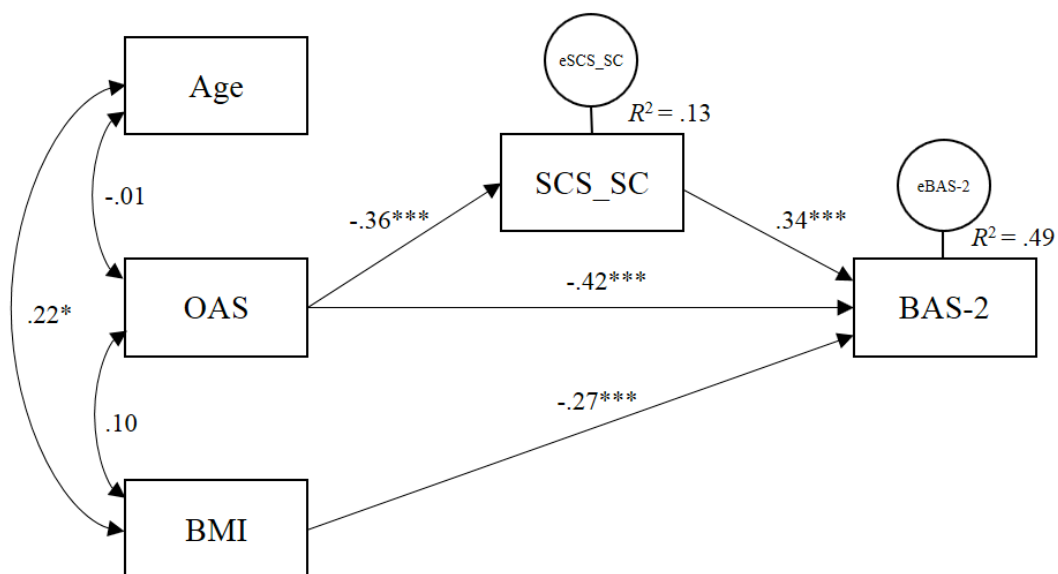 eSCS_SC
Age
R² = .13
SCS_SC
eBAS-2
-.01
-.36***
.34***
R² = .49
-.42***
OAS
BAS-2
.22*
-.27***
.10
BMI